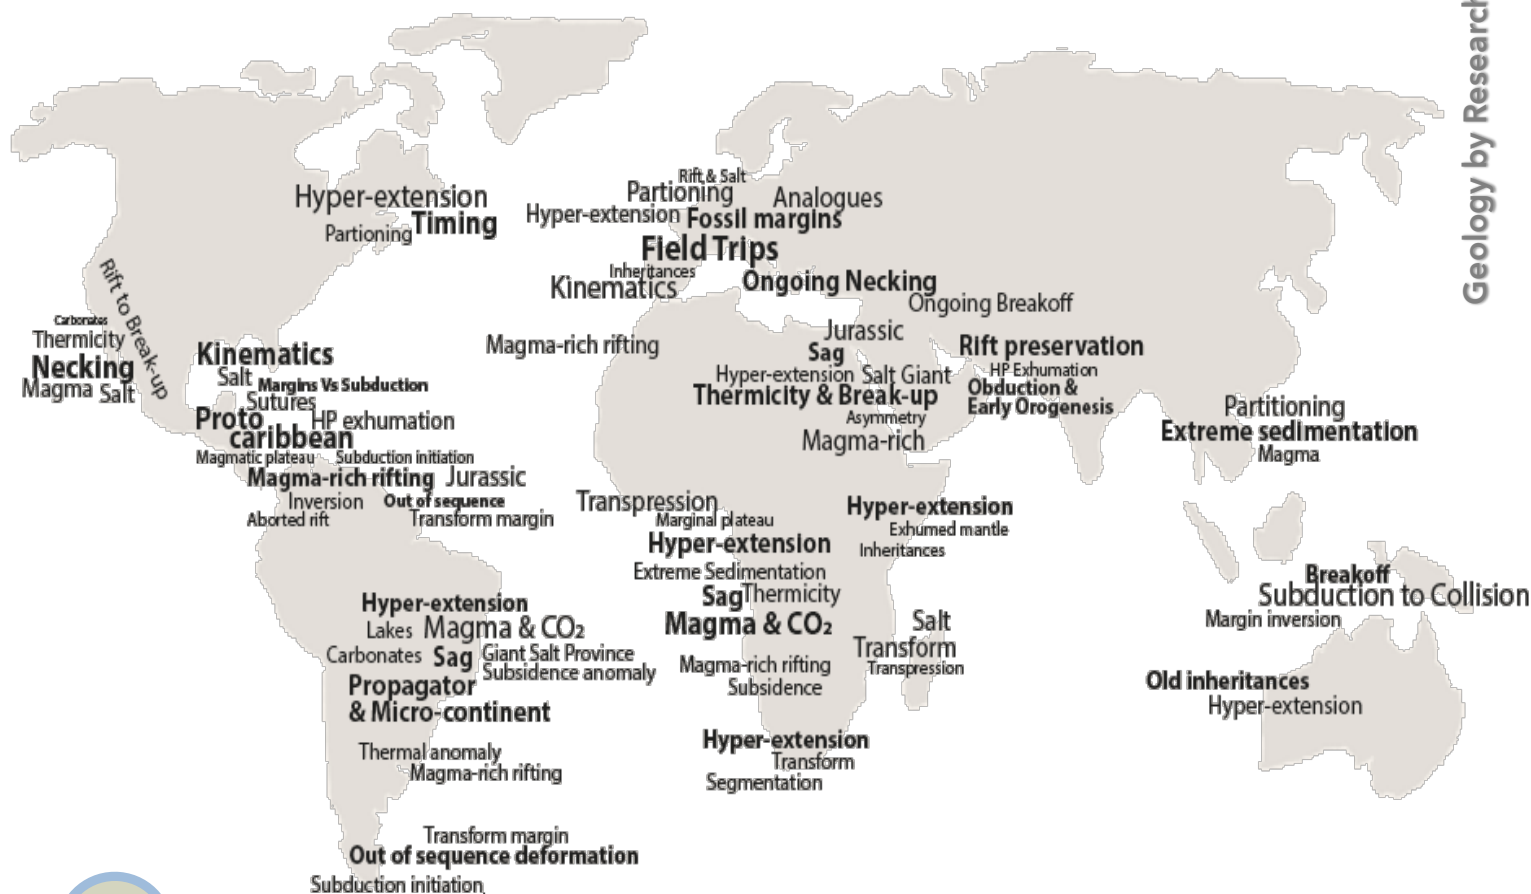 Geology by Research
Hyper-extension
Timing
Partioning
Rift & Salt
Partioning
Analogues
Hyper-extension
Fossil margins
Field Trips
Inheritances
Kinematics
Ongoing Necking
Ongoing Breakoff
Rift to Break-up
Carbonates
Thermicity
Necking
Magma
Salt
Kinematics
Salt
Margins Vs Subduction
Sutures
Proto
caribbean
HP exhumation
Magmatic plateau
Subduction initiation
Magma-rich rifting
Jurassic
Inversion
Out of sequence
Aborted rift
Transform margin
Magma-rich rifting
Jurassic
Sag
Hyper-extension
Salt Giant
Thermicity & Break-up
Asymmetry
Magma-rich
Rift preservation
HP Exhumation
Obduction &
Early Orogenesis
Partitioning
Extreme sedimentation
Magma
Transpression
Marginal plateau
Hyper-extension
Extreme Sedimentation
Sag
Thermicity
Magma & CO₂
Magma-rich rifting
Subsidence
Hyper-extension
Exhumed mantle
Inheritances
Salt
Transform
Transpression
Hyper-extension
Transform
Segmentation
Hyper-extension
Lakes
Magma & CO₂
Carbonates
Sag
Giant Salt Province
Subsidence anomaly
Propagator
& Micro-continent
Thermal anomaly
Magma-rich rifting
Transform margin
Out of sequence deformation
Subduction initiation
Breakoff
Subduction to Collision
Margin inversion
Old inheritances
Hyper-extension